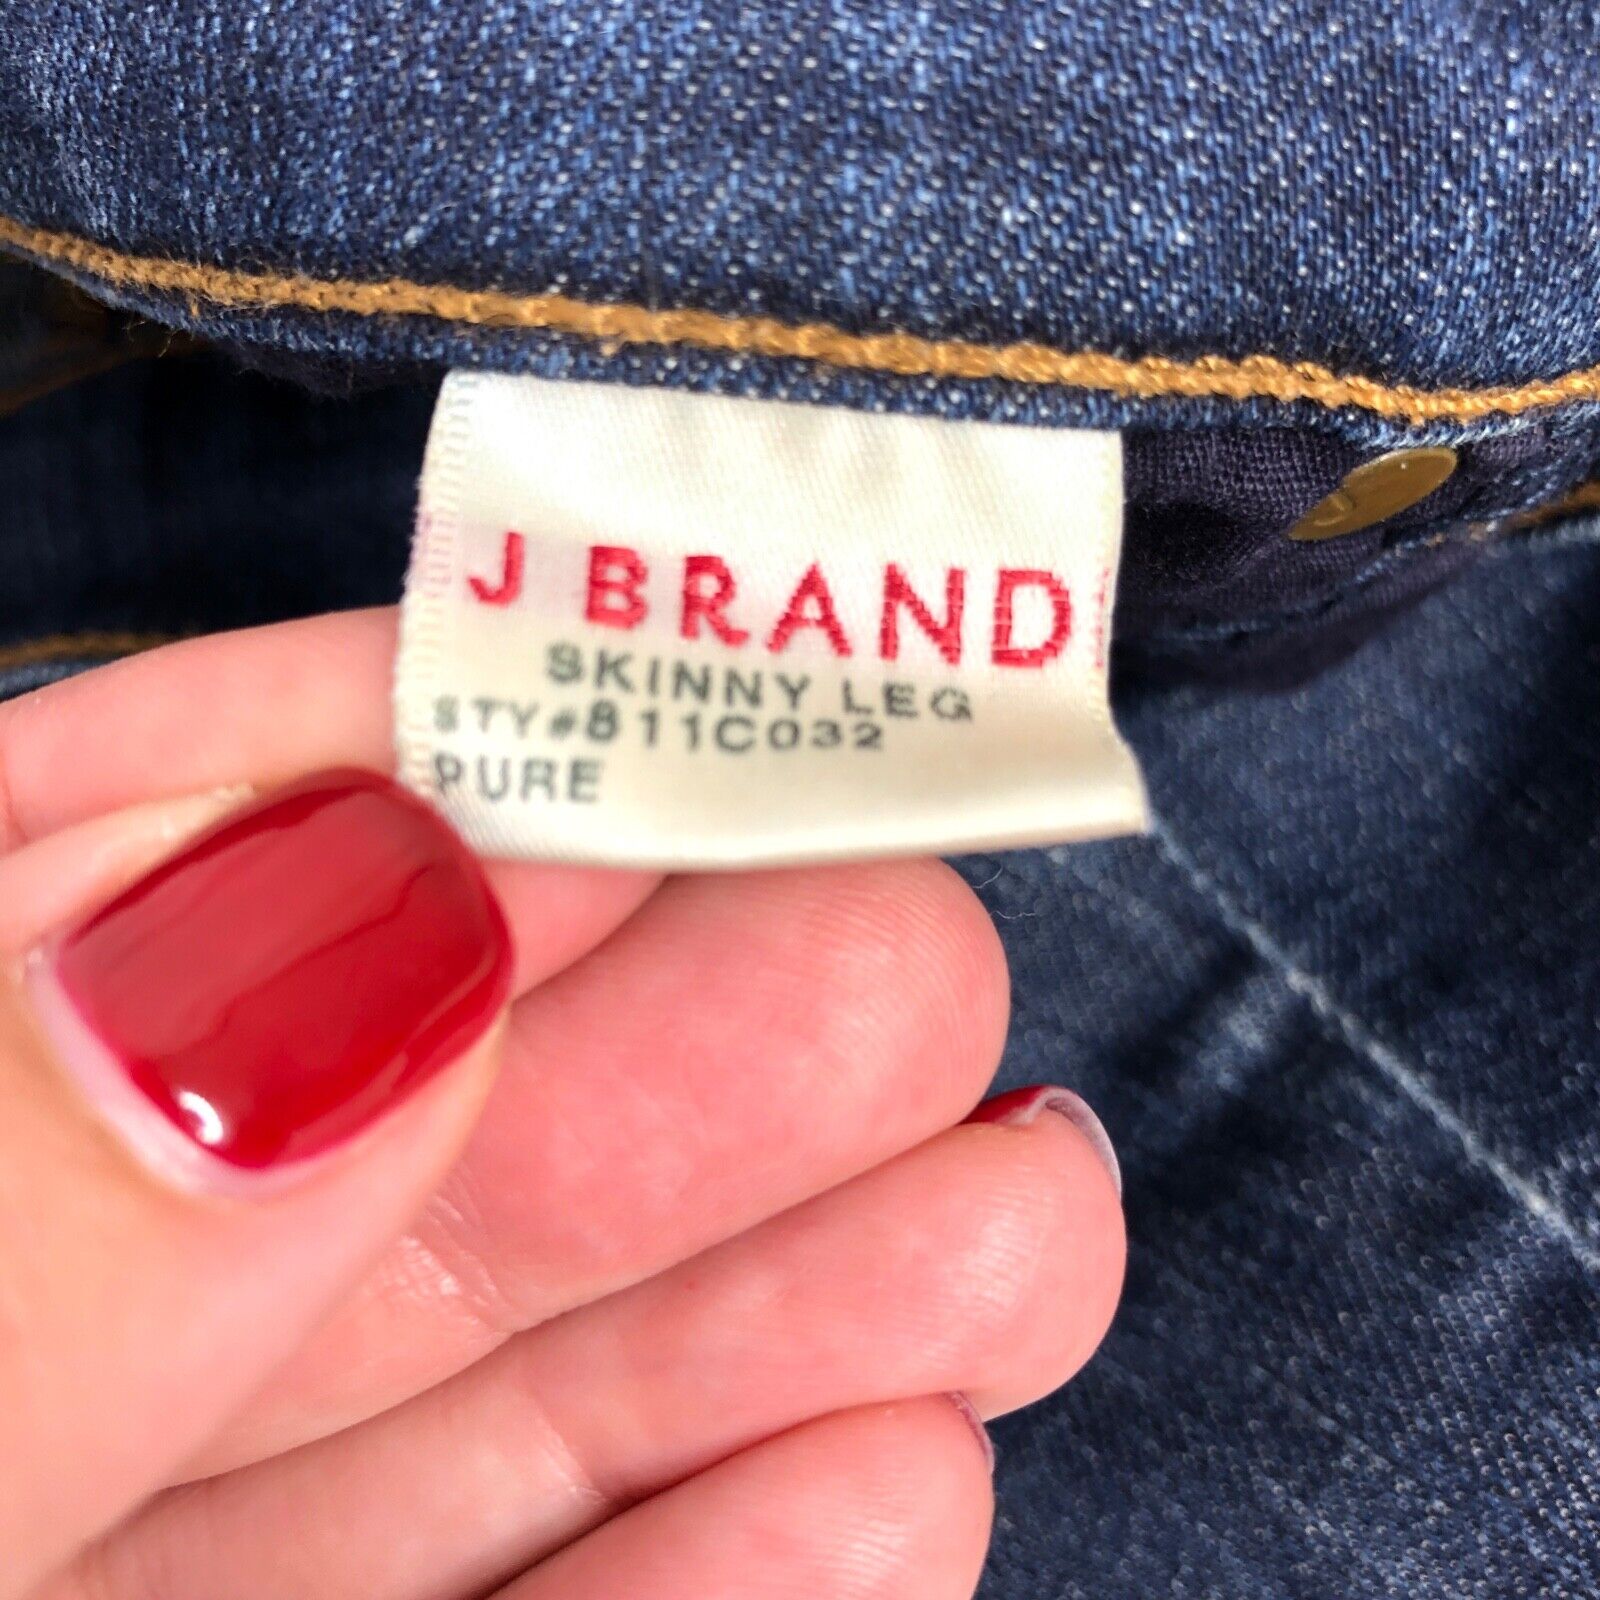 J BRAND
SKINNY LEG
STY#811C032
PURE